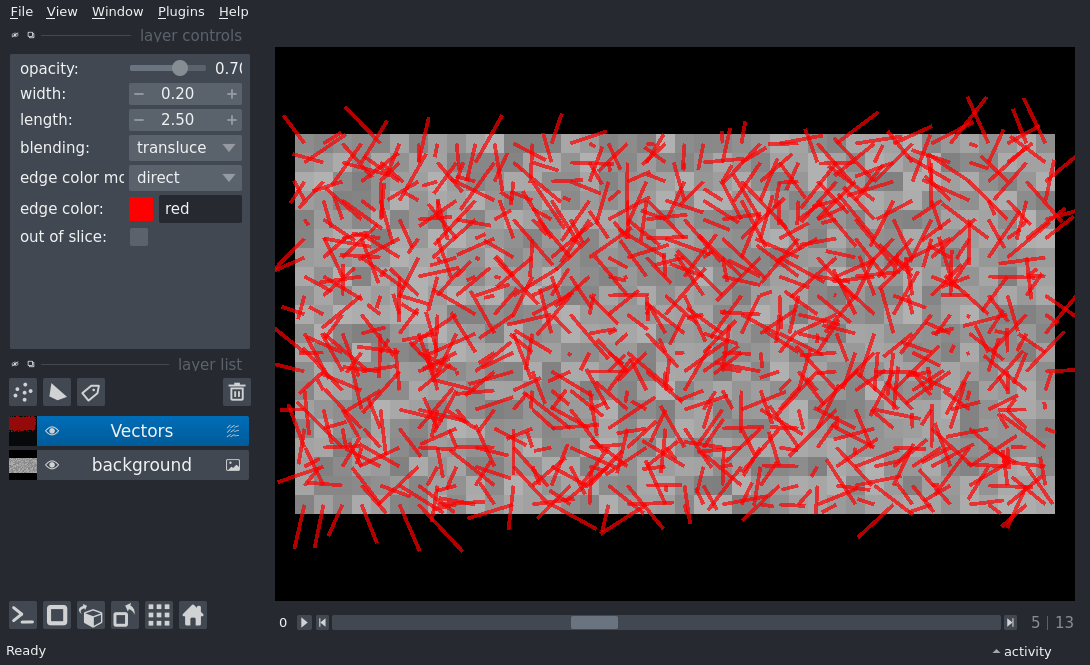 File View Window Plugins Help
layer controls
opacity: 0.70
width: − 0.20 +
length: − 2.50 +
blending: transluce
edge color mo direct
edge color: red
out of slice:
layer list
Vectors
background
0 5 | 13
Ready activity